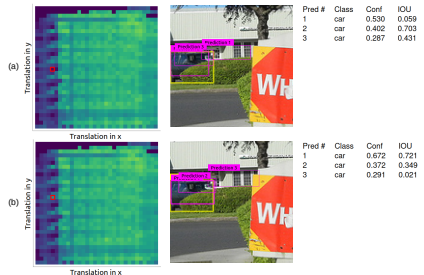 Pred # Class Conf IOU
1 car 0.530 0.059
2 car 0.402 0.703
3 car 0.287 0.431
(a)
Translation in y
Translation in x
Wh
Pred # Class Conf IOU
1 car 0.672 0.721
2 car 0.372 0.349
3 car 0.291 0.021
(b)
Translation in y
Translation in x
Wh